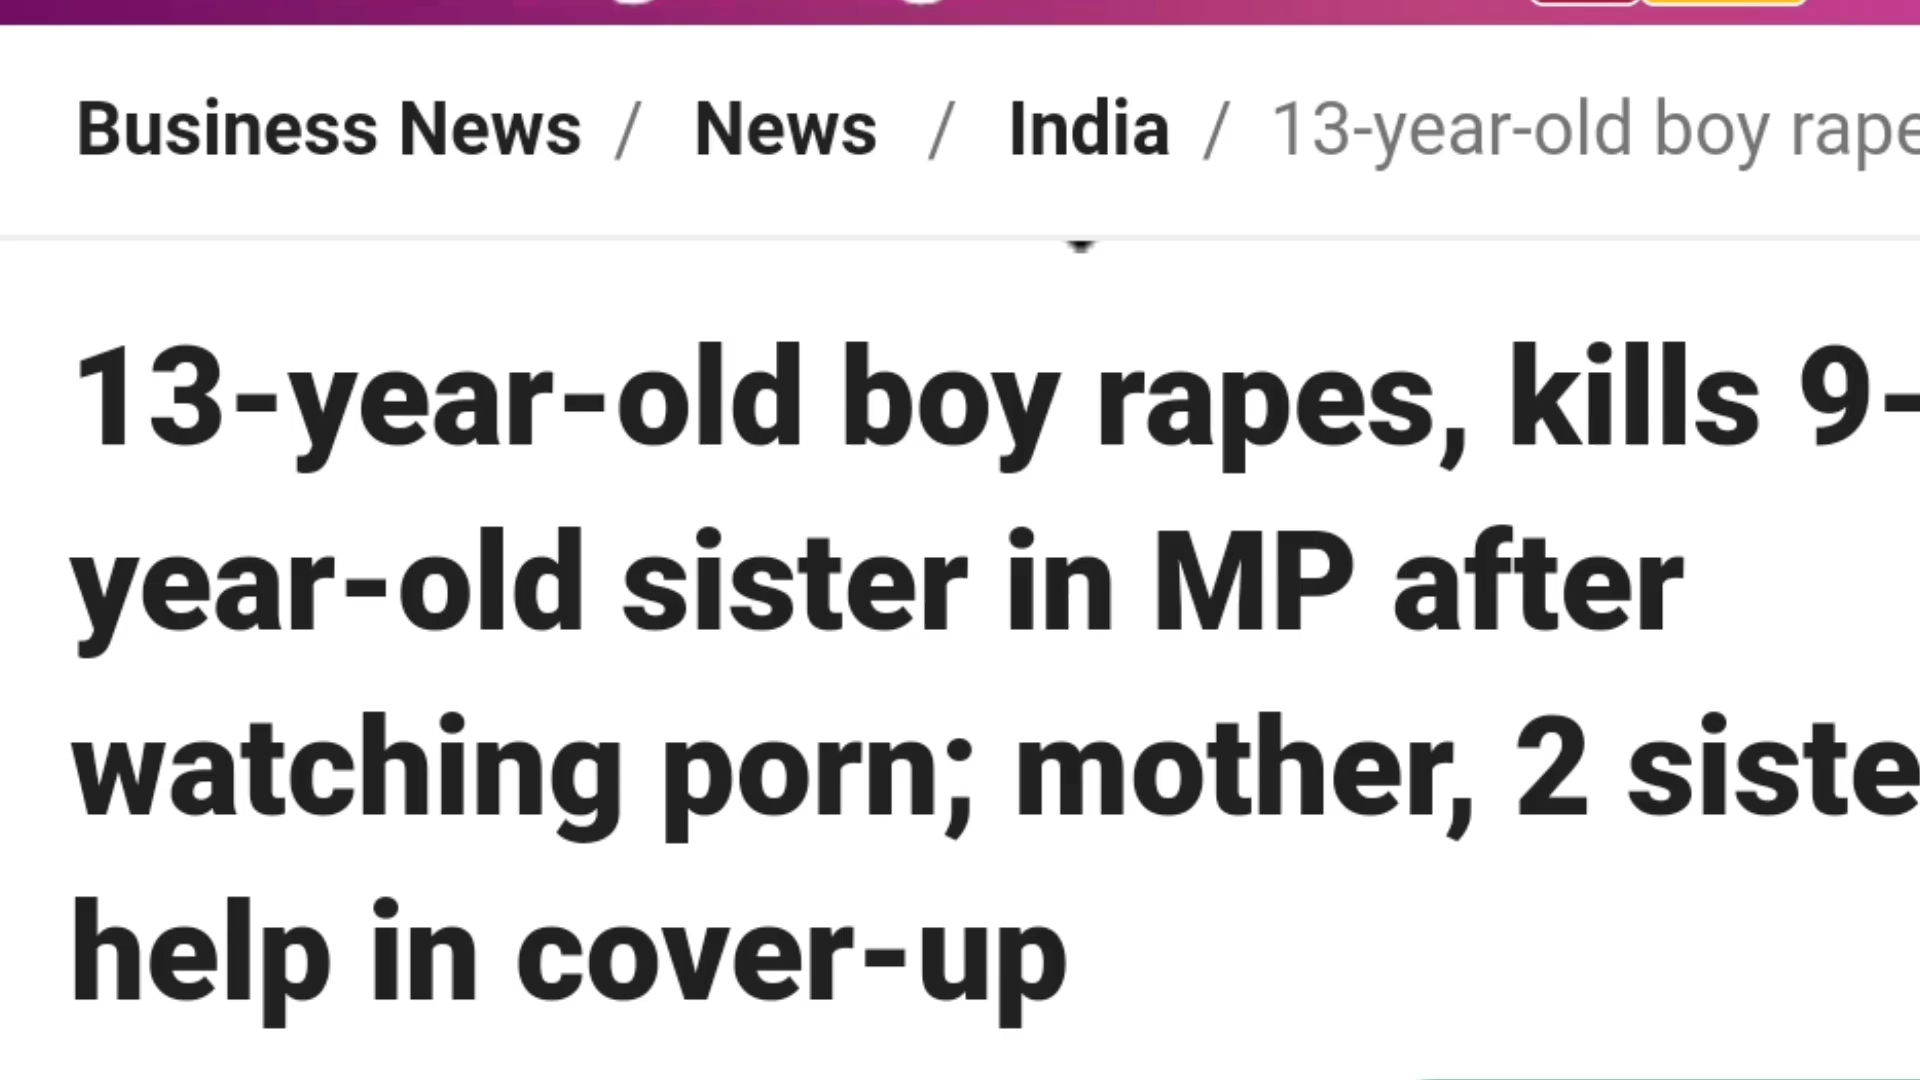 Business News / News / India / 13-year-old boy rape
13-year-old boy rapes, kills 9-
year-old sister in MP after
watching porn; mother, 2 siste
help in cover-up